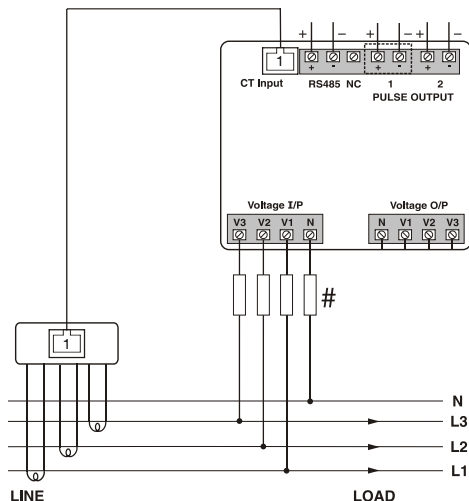 + − + − + −
1
+ - + - + -
CT Input RS485 NC 1 2
PULSE OUTPUT
Voltage I/P Voltage O/P
V3 V2 V1 N N V1 V2 V3
#
1
N
L3
L2
L1
LINE LOAD